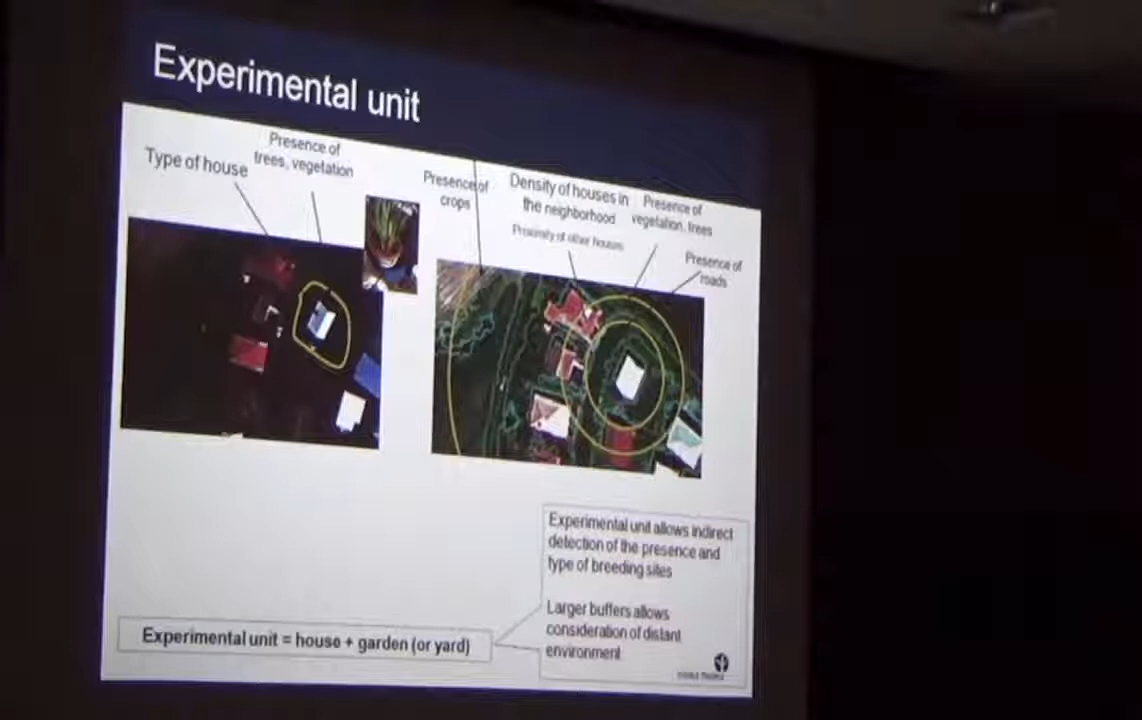 Experimental unit
Type of house
Presence of
trees, vegetation
Presence of
crops
Density of houses in
the neighborhood
Proximity of other houses
Presence of
vegetation, trees
Presence of
roads
Experimental unit allows indirect
detection of the presence and
type of breeding sites
Larger buffers allows
consideration of distant
environment
Experimental unit = house + garden (or yard)